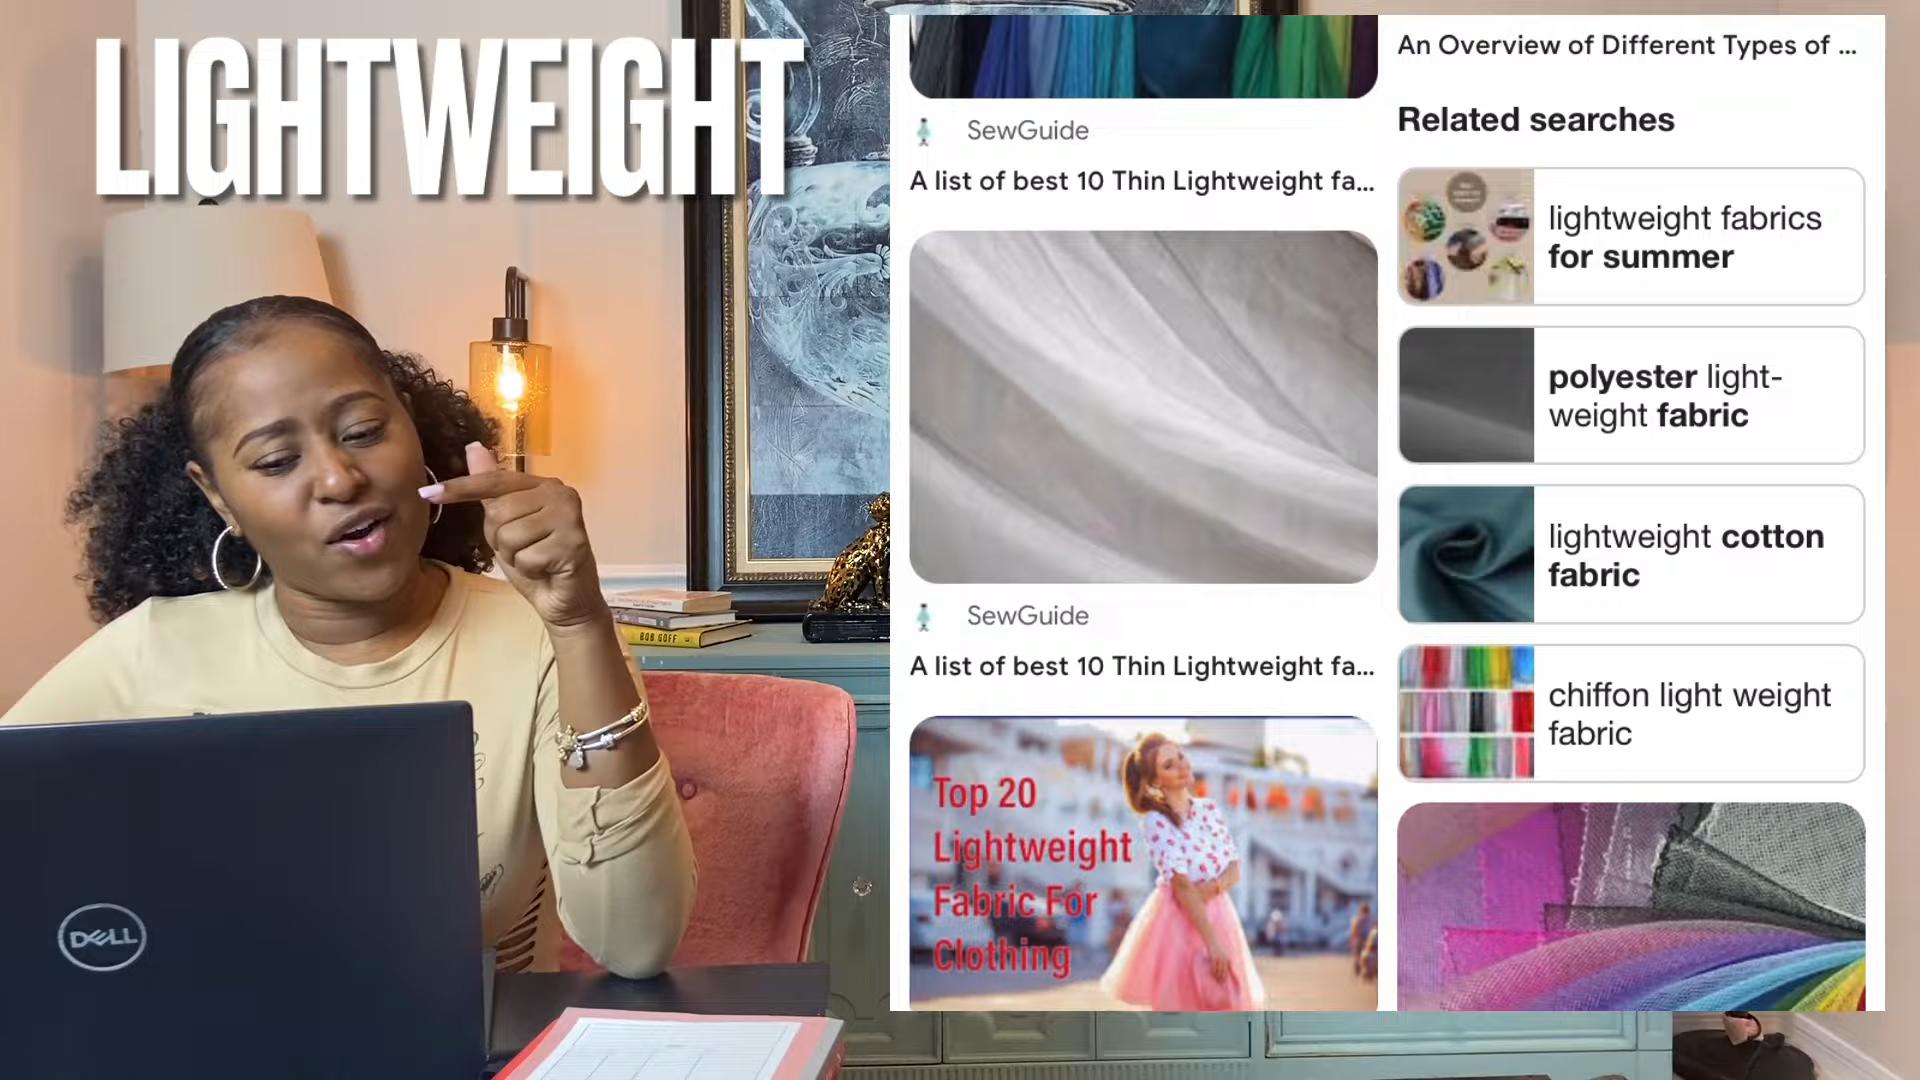 LIGHTWEIGHT
SewGuide
A list of best 10 Thin Lightweight fa...
SewGuide
A list of best 10 Thin Lightweight fa...
Top 20
Lightweight
Fabric For
Clothing
An Overview of Different Types of ...
Related searches
lightweight fabrics
for summer
polyester light-
weight fabric
lightweight cotton
fabric
chiffon light weight
fabric
BOB GOFF
DELL